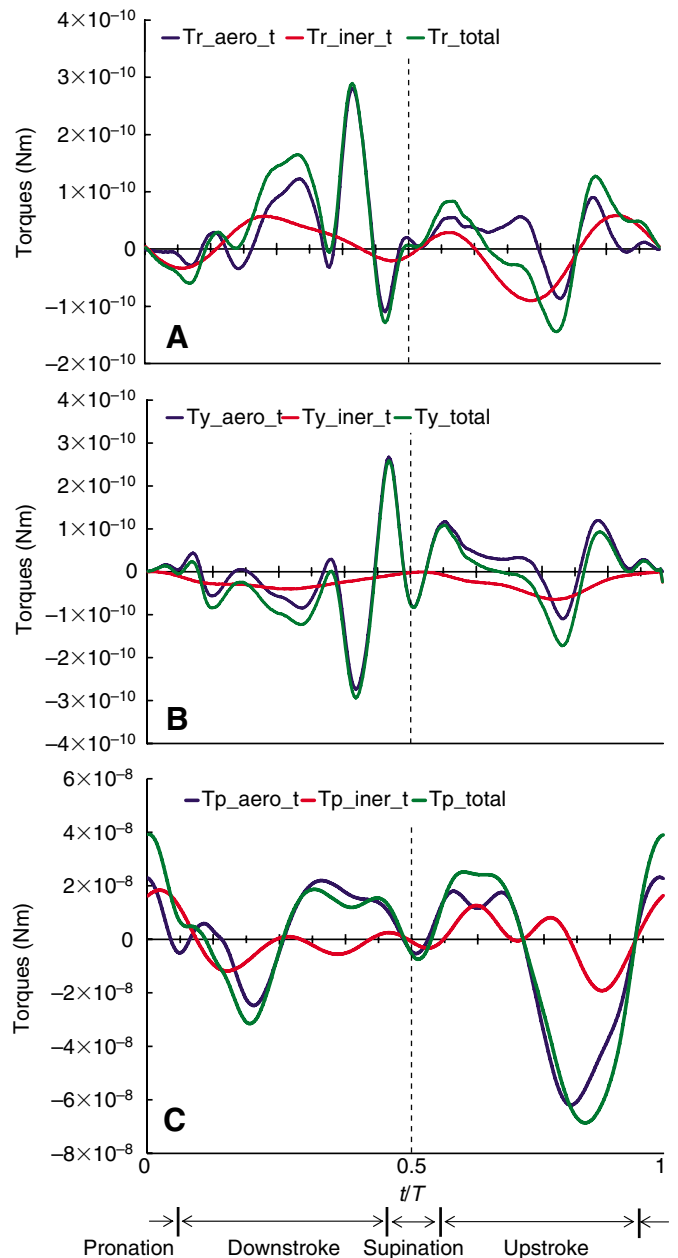 4×10⁻¹⁰
Tr_aero_t Tr_iner_t Tr_total
3×10⁻¹⁰
2×10⁻¹⁰
1×10⁻¹⁰
0
−1×10⁻¹⁰
−2×10⁻¹⁰
Torques (Nm)
A
4×10⁻¹⁰
Ty_aero_t Ty_iner_t Ty_total
3×10⁻¹⁰
2×10⁻¹⁰
1×10⁻¹⁰
0
−1×10⁻¹⁰
−2×10⁻¹⁰
−3×10⁻¹⁰
−4×10⁻¹⁰
Torques (Nm)
B
6×10⁻⁸
Tp_aero_t Tp_iner_t Tp_total
4×10⁻⁸
2×10⁻⁸
0
−2×10⁻⁸
−4×10⁻⁸
−6×10⁻⁸
−8×10⁻⁸
Torques (Nm)
C
0 0.5 1
t/T
Pronation Downstroke Supination Upstroke